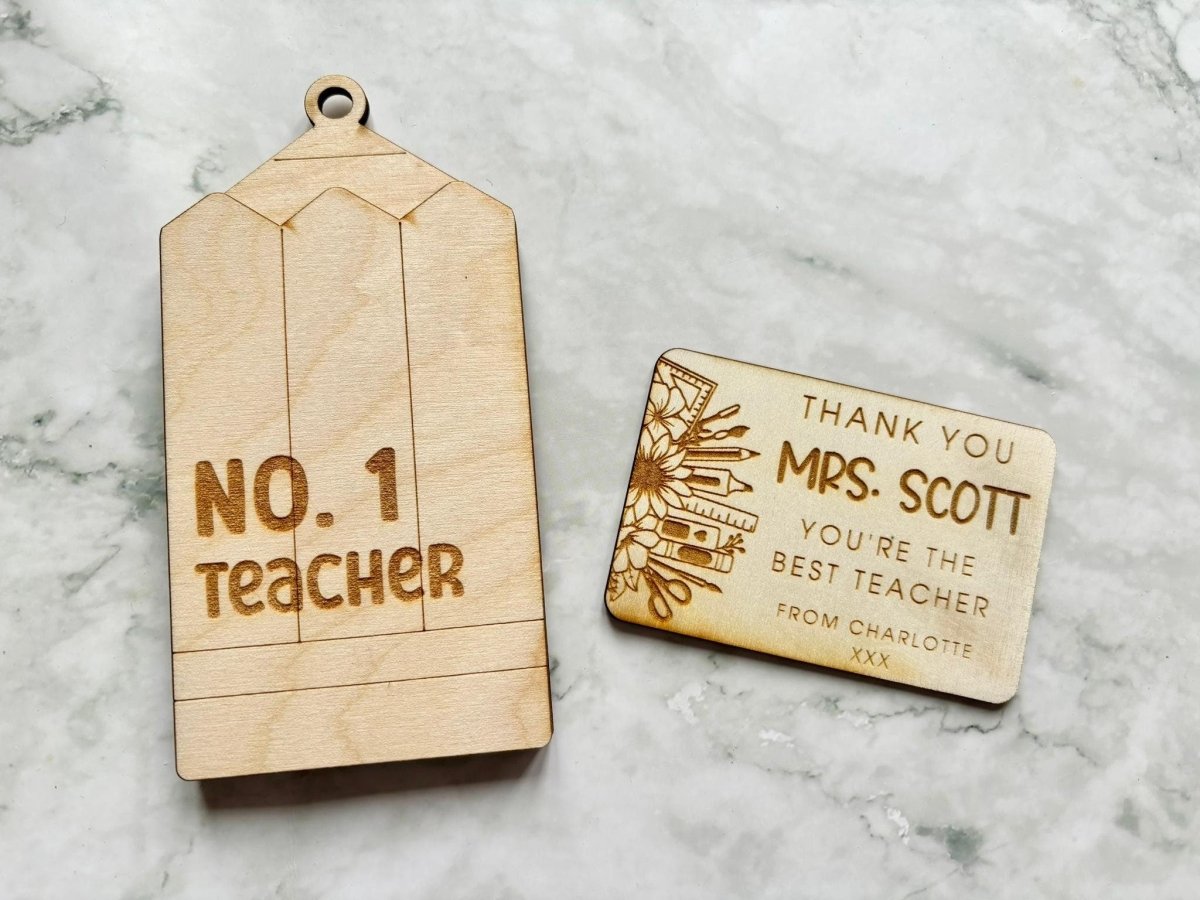 NO. 1
TEACHER
THANK YOU
MRS. SCOTT
YOU'RE THE
BEST TEACHER
FROM CHARLOTTE
XXX